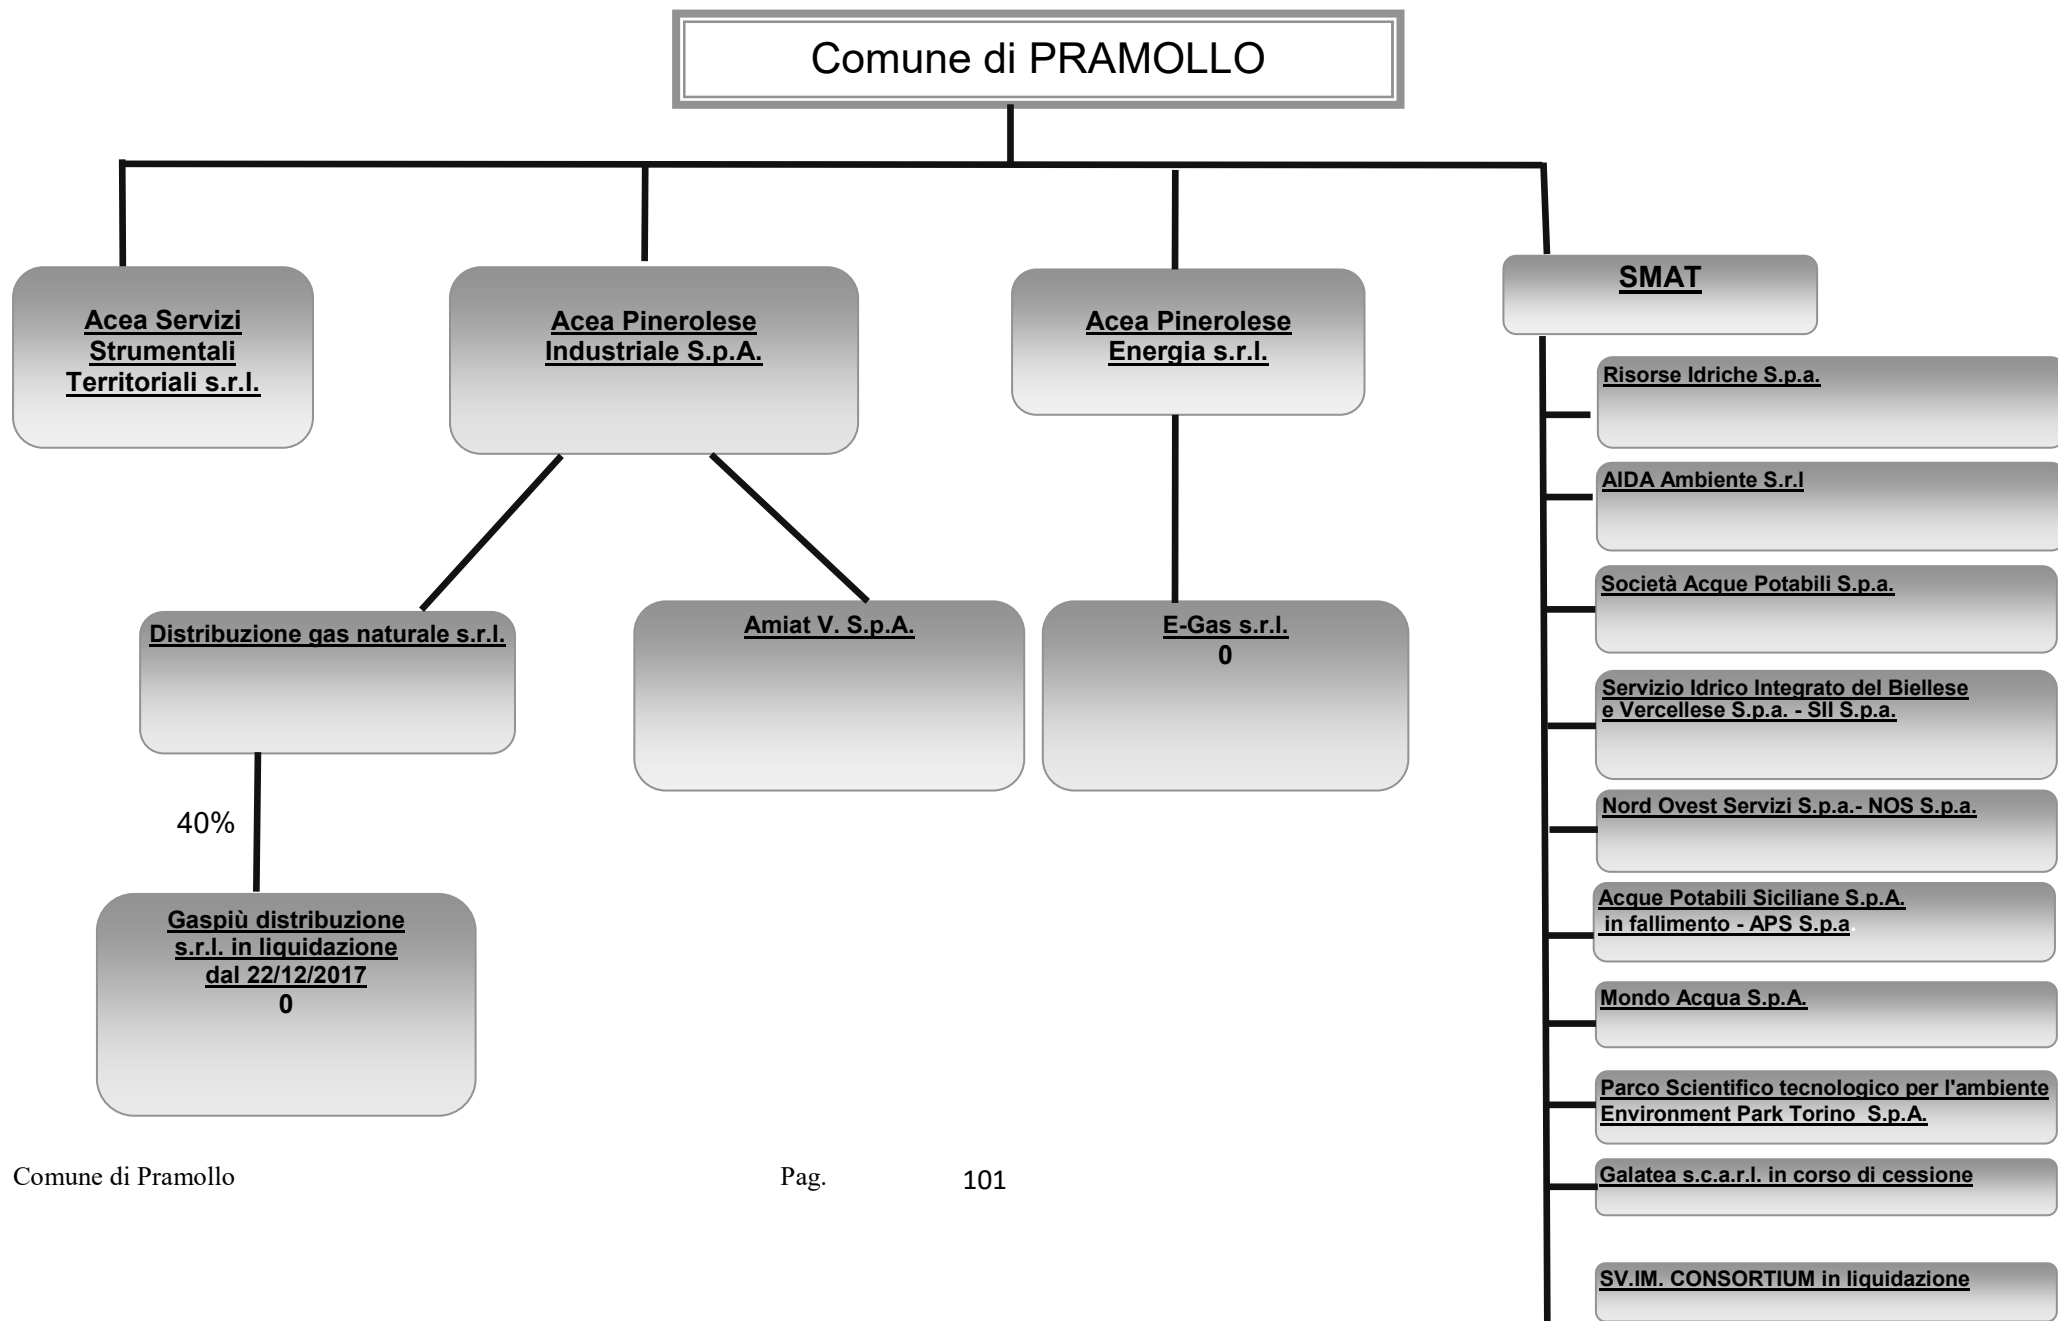 Comune di PRAMOLLO
Acea Servizi
Strumentali
Territoriali s.r.l.
Acea Pinerolese
Industriale S.p.A.
Acea Pinerolese
Energia s.r.l.
SMAT
Risorse Idriche S.p.a.
AIDA Ambiente S.r.l
Società Acque Potabili S.p.a.
Servizio Idrico Integrato del Biellese
e Vercellese S.p.a. - SII S.p.a.
Nord Ovest Servizi S.p.a.- NOS S.p.a.
Acque Potabili Siciliane S.p.A.
in fallimento - APS S.p.a.
Mondo Acqua S.p.A.
Parco Scientifico tecnologico per l'ambiente
Environment Park Torino S.p.A.
Galatea s.c.a.r.l. in corso di cessione
SV.IM. CONSORTIUM in liquidazione
Distribuzione gas naturale s.r.l.
Amiat V. S.p.A.
E-Gas s.r.l.
0
40%
Gaspiù distribuzione
s.r.l. in liquidazione
dal 22/12/2017
0
Comune di Pramollo Pag. 101